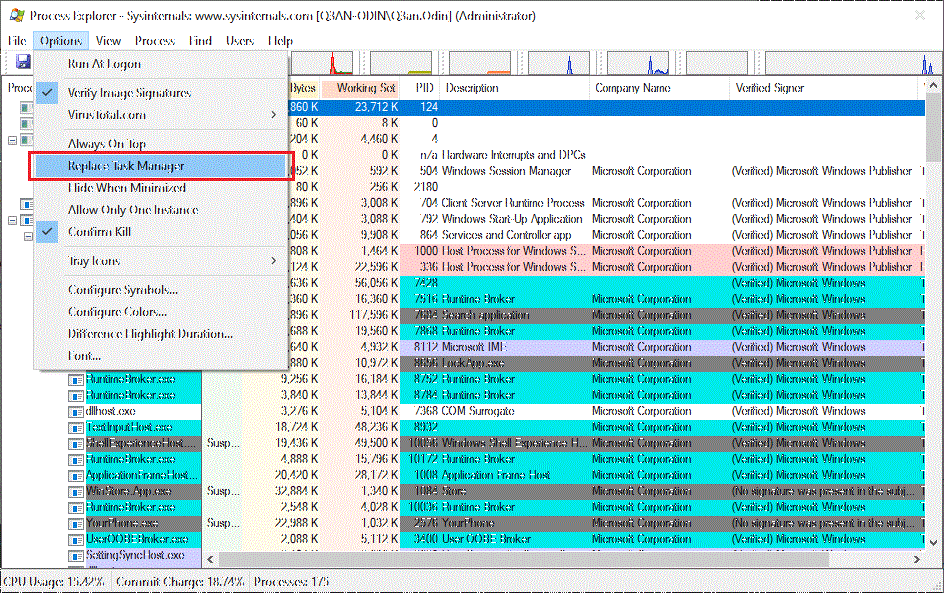 Process Explorer - Sysinternals: www.sysinternals.com [Q3AN-ODIN\Q3an.Odin] (Administrator)
File Options View Process Find Users Help
Run At Logon
Verify Image Signatures
VirusTotal.com
Always On Top
Replace Task Manager
Hide When Minimized
Allow Only One Instance
Confirm Kill
Tray Icons
Configure Symbols...
Configure Colors...
Difference Highlight Duration...
Font...
Bytes Working Set PID Description Company Name Verified Signer
860 K 23,712 K 124
60 K 8 K 0
204 K 4,460 K 4
0 K 0 K n/a Hardware Interrupts and DPCs
052 K 592 K 504 Windows Session Manager Microsoft Corporation (Verified) Microsoft Windows Publisher
80 K 256 K 2180
896 K 3,008 K 704 Client Server Runtime Process Microsoft Corporation (Verified) Microsoft Windows Publisher
404 K 3,088 K 792 Windows Start-Up Application Microsoft Corporation (Verified) Microsoft Windows
056 K 9,908 K 864 Services and Controller app Microsoft Corporation (Verified) Microsoft Windows Publisher
808 K 1,464 K 1000 Host Process for Windows S... Microsoft Corporation (Verified) Microsoft Windows Publisher
124 K 22,596 K 336 Host Process for Windows S... Microsoft Corporation (Verified) Microsoft Windows Publisher
636 K 56,056 K 7428 (Verified) Microsoft Windows
360 K 16,360 K 7516 Runtime Broker Microsoft Corporation (Verified) Microsoft Windows
896 K 117,596 K Search application Microsoft Corporation (Verified) Microsoft Windows
532 K 19,560 K 7868 Runtime Broker Microsoft Corporation (Verified) Microsoft Windows
640 K 4,932 K 8112 Microsoft IME Microsoft Corporation (Verified) Microsoft Windows
880 K 10,972 K LockApp.exe Microsoft Corporation (Verified) Microsoft Windows
RuntimeBroker.exe 9,256 K 16,184 K 8752 Runtime Broker Microsoft Corporation (Verified) Microsoft Windows
RuntimeBroker.exe 3,840 K 13,844 K 8784 Runtime Broker Microsoft Corporation (Verified) Microsoft Windows
dllhost.exe 3,276 K 5,104 K 7368 COM Surrogate Microsoft Corporation (Verified) Microsoft Windows
TextInputHost.exe 18,724 K 48,236 K 8932 (Verified) Microsoft Windows
ShellExperienceHost.... Susp... 19,436 K 49,500 K Windows Shell Experience H... Microsoft Corporation (Verified) Microsoft Windows
RuntimeBroker.exe 4,888 K 15,796 K 10172 Runtime Broker Microsoft Corporation (Verified) Microsoft Windows
ApplicationFrameHost... 20,420 K 28,172 K 1008 Application Frame Host Microsoft Corporation (Verified) Microsoft Windows
WinStore.App.exe Susp... 32,884 K 1,340 K 1082 Store (No signature was present in the subj...
RuntimeBroker.exe 2,548 K 4,028 K 10036 Runtime Broker Microsoft Corporation (Verified) Microsoft Windows
YourPhone.exe Susp... 22,988 K 1,032 K 2976 YourPhone (No signature was present in the subj...
UserOOBEBroker.exe 2,088 K 5,112 K 3400 User OOBE Broker Microsoft Corporation (Verified) Microsoft Windows
SettingSyncHost.exe
CPU Usage: 15.42% Commit Charge: 18.74% Processes: 175